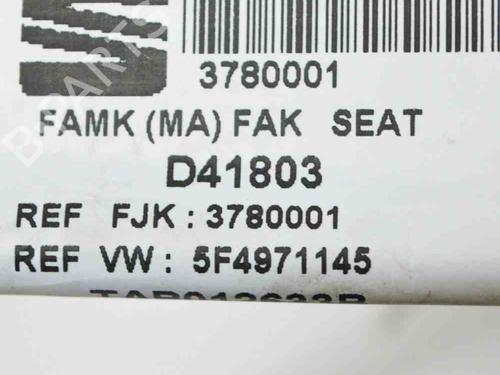 3780001
FAMK (MA) FAK SEAT
D41803
REF FJK : 3780001
REF VW : 5F4971145